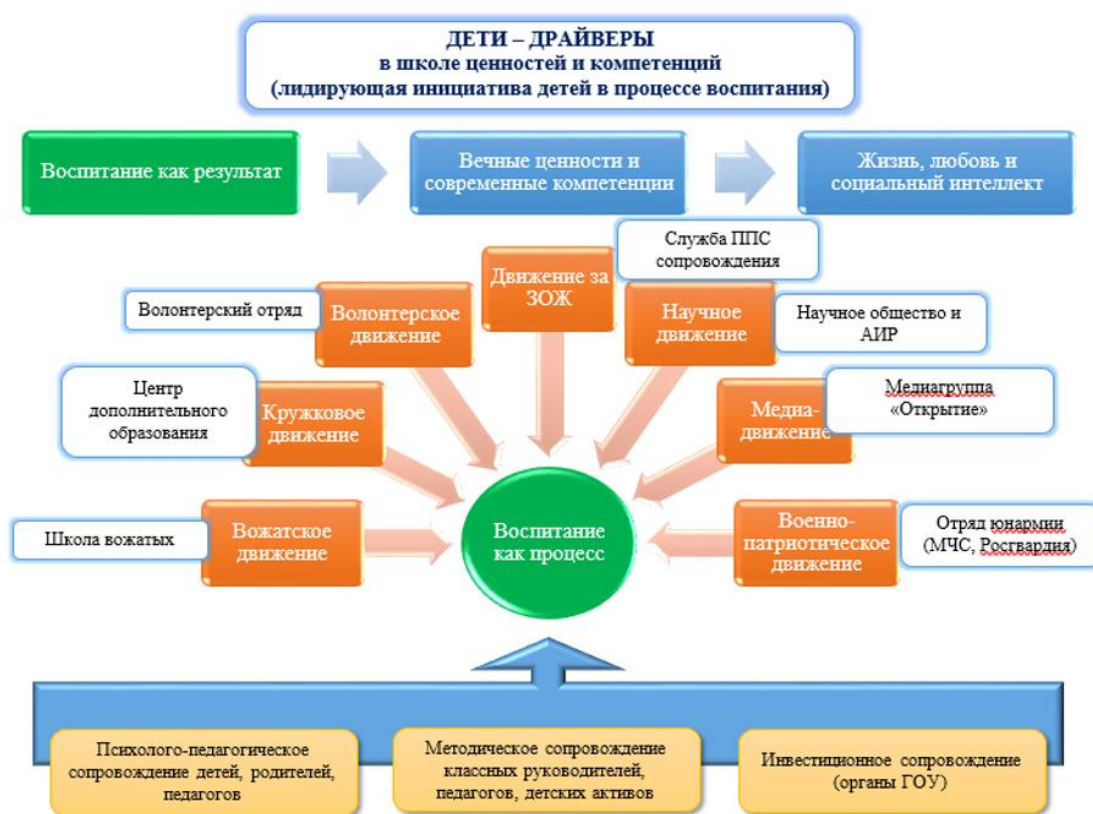 ДЕТИ – ДРАЙВЕРЫ
в школе ценностей и компетенций
(лидирующая инициатива детей в процессе воспитания)
Воспитание как результат
Вечные ценности и
современные компетенции
Жизнь, любовь и
социальный интеллект
Служба ППС
сопровождения
Движение за
ЗОЖ
Волонтерский отряд
Волонтерское
движение
Научное
движение
Научное общество и
АИР
Центр
дополнительного
образования
Кружковое
движение
Медиа-
движение
Медиагруппа
«Открытие»
Школа вожатых
Вожатское
движение
Воспитание
как процесс
Военно-
патриотическое
движение
Отряд юнармии
(МЧС, Росгвардия)
Психолого-педагогическое
сопровождение детей, родителей,
педагогов
Методическое сопровождение
классных руководителей,
педагогов, детских активов
Инвестиционное сопровождение
(органы ГОУ)